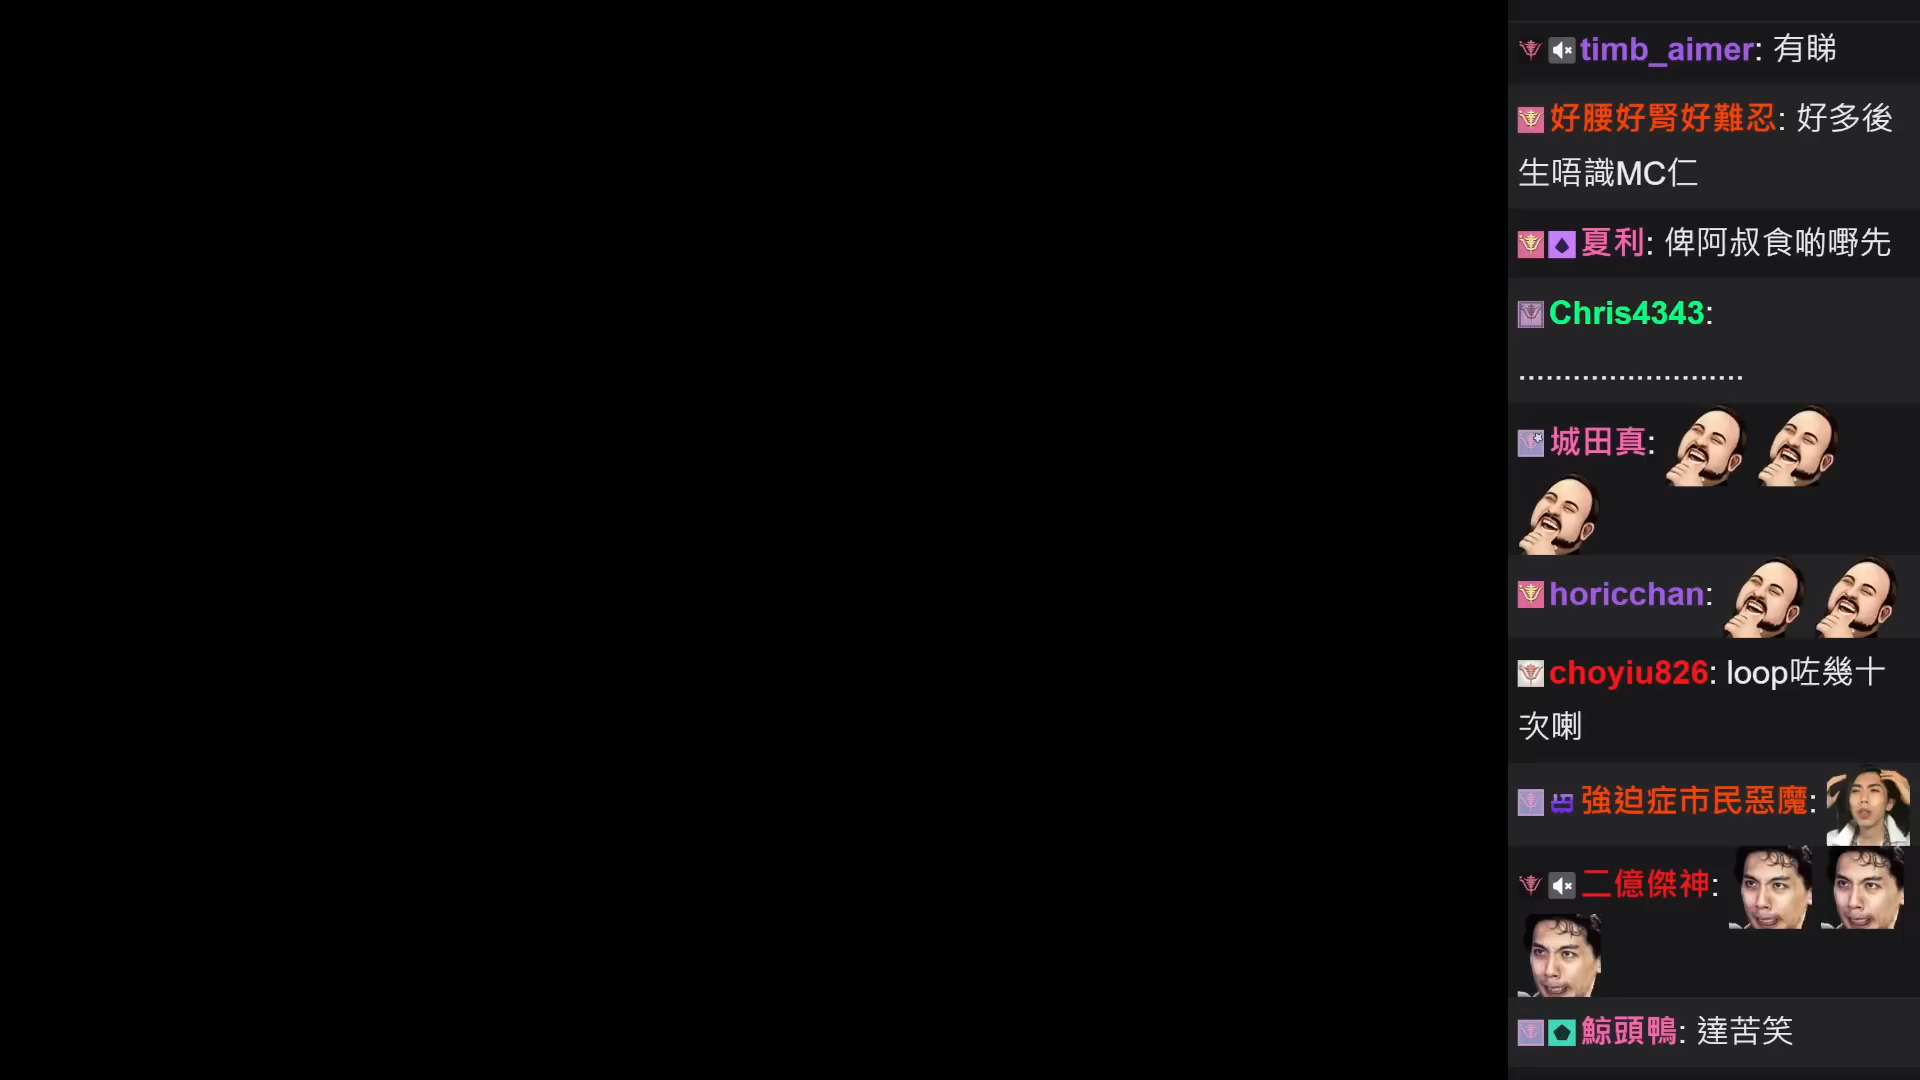 timb_aimer: 有睇
好腰好腎好難忍: 好多後
生唔識MC仁
夏利: 俾阿叔食啲嘢先
Chris4343:
.........................
城田真:
horicchan:
choyiu826: loop咗幾十
次喇
強迫症市民惡魔:
二億傑神:
鯨頭鴨: 達苦笑